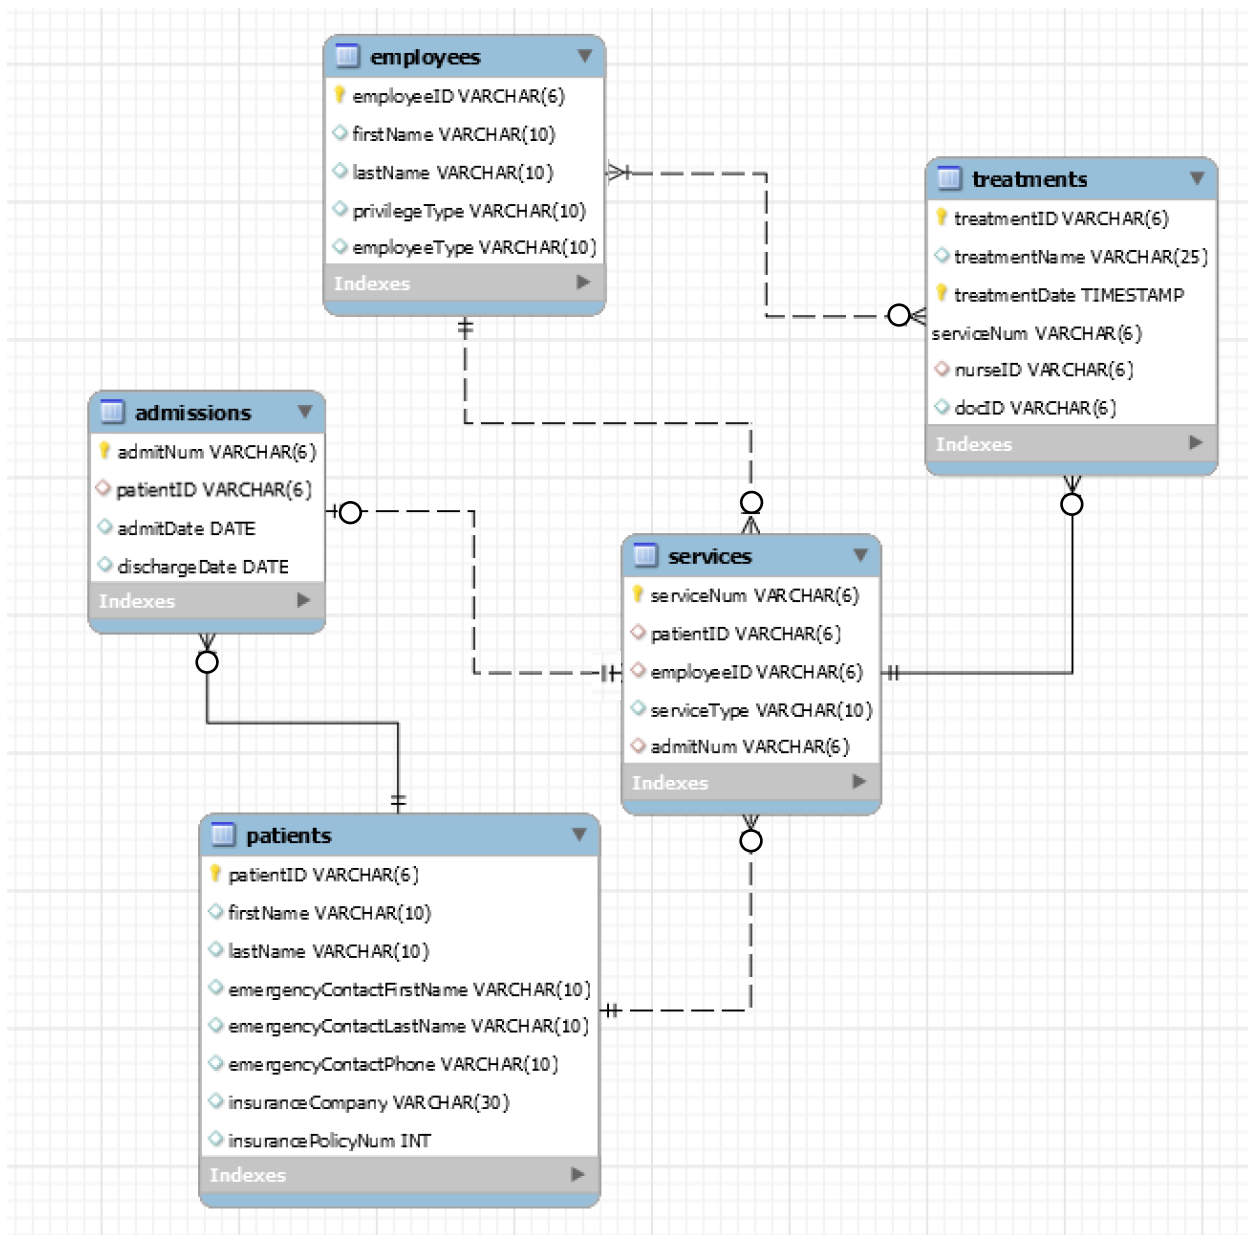 employees
employeeID VARCHAR(6)
firstName VARCHAR(10)
lastName VARCHAR(10)
privilegeType VARCHAR(10)
employeeType VARCHAR(10)
Indexes
treatments
treatmentID VARCHAR(6)
treatmentName VARCHAR(25)
treatmentDate TIMESTAMP
serviceNum VARCHAR(6)
nurseID VARCHAR(6)
docID VARCHAR(6)
Indexes
admissions
admitNum VARCHAR(6)
patientID VARCHAR(6)
admitDate DATE
dischargeDate DATE
Indexes
services
serviceNum VARCHAR(6)
patientID VARCHAR(6)
employeeID VARCHAR(6)
serviceType VARCHAR(10)
admitNum VARCHAR(6)
Indexes
patients
patientID VARCHAR(6)
firstName VARCHAR(10)
lastName VARCHAR(10)
emergencyContactFirstName VARCHAR(10)
emergencyContactLastName VARCHAR(10)
emergencyContactPhone VARCHAR(10)
insuranceCompany VARCHAR(30)
insurancePolicyNum INT
Indexes